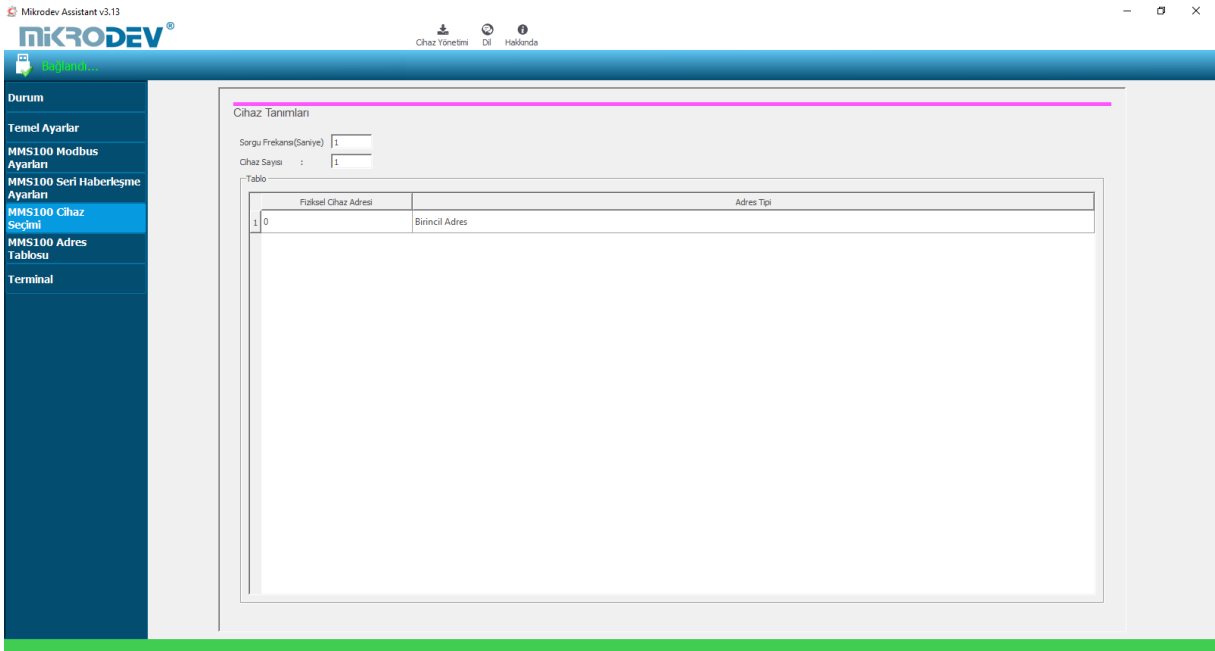 Mikrodev Assistant v3.13
MiKRODEV®
Cihaz Yönetimi Dil Hakkında
Bağlandı...
Durum
Temel Ayarlar
MMS100 Modbus
Ayarları
MMS100 Seri Haberleşme
Ayarları
MMS100 Cihaz
Seçimi
MMS100 Adres
Tablosu
Terminal
Cihaz Tanımları
Sorgu Frekansı(Saniye) 1
Cihaz Sayısı : 1
Tablo
Fiziksel Cihaz Adresi Adres Tipi
1 0 Birincil Adres